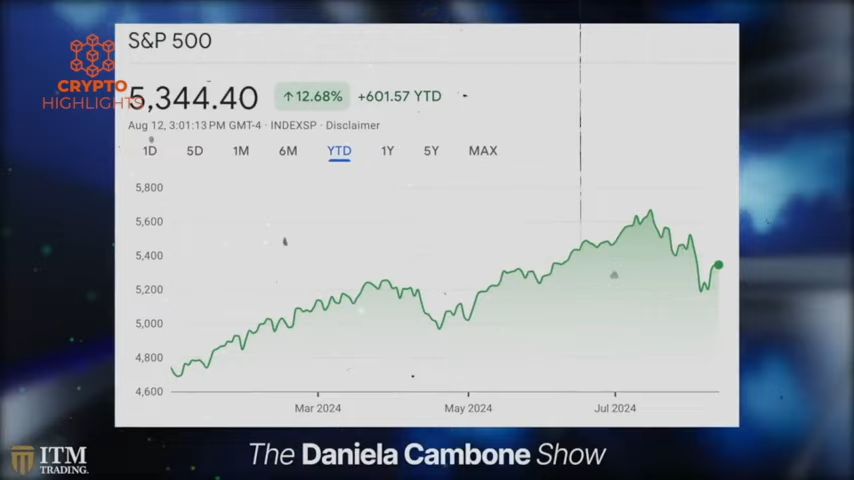 S&P 500
CRYPTO
HIGHLIGHTS
5,344.40 ↑12.68% +601.57 YTD
Aug 12, 3:01:13 PM GMT-4 · INDEXSP · Disclaimer
1D 5D 1M 6M YTD 1Y 5Y MAX
5,800
5,600
5,400
5,200
5,000
4,800
4,600
Mar 2024 May 2024 Jul 2024
ITM
TRADING.
The Daniela Cambone Show